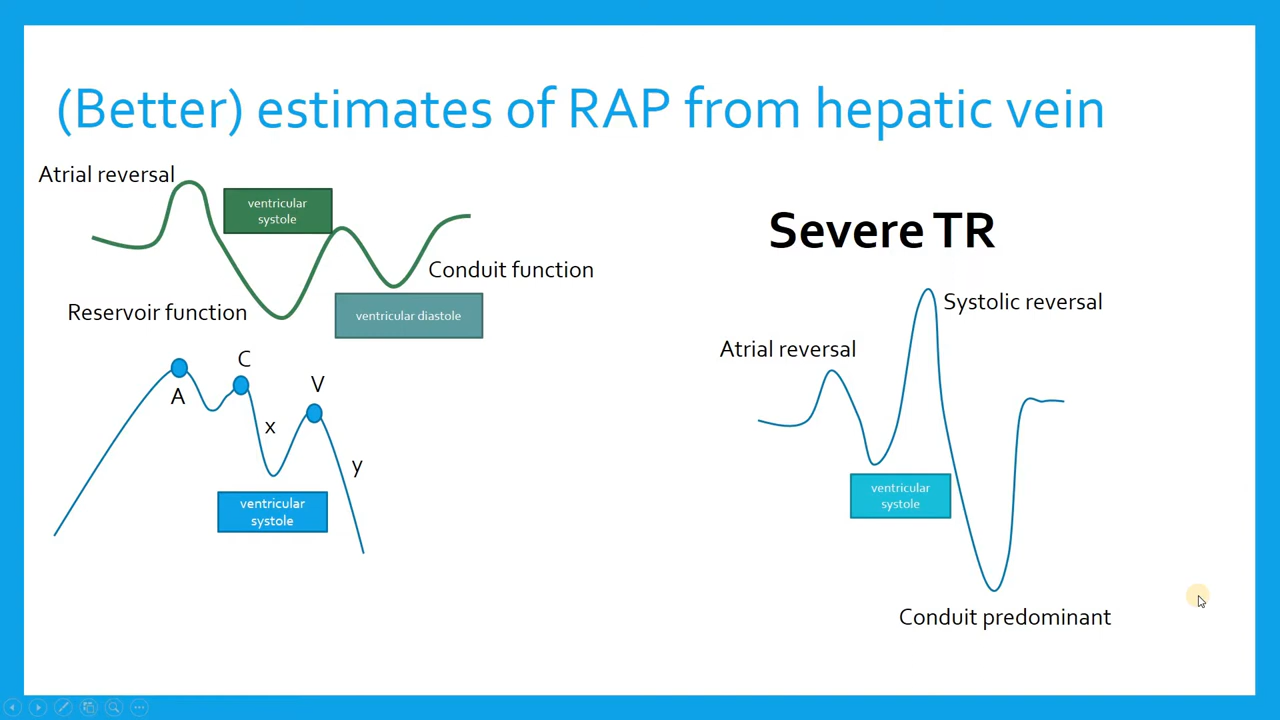 (Better) estimates of RAP from hepatic vein
Atrial reversal
ventricular
systole
Conduit function
Reservoir function
ventricular diastole
A
C
x
V
y
ventricular
systole
Severe TR
Systolic reversal
Atrial reversal
ventricular
systole
Conduit predominant